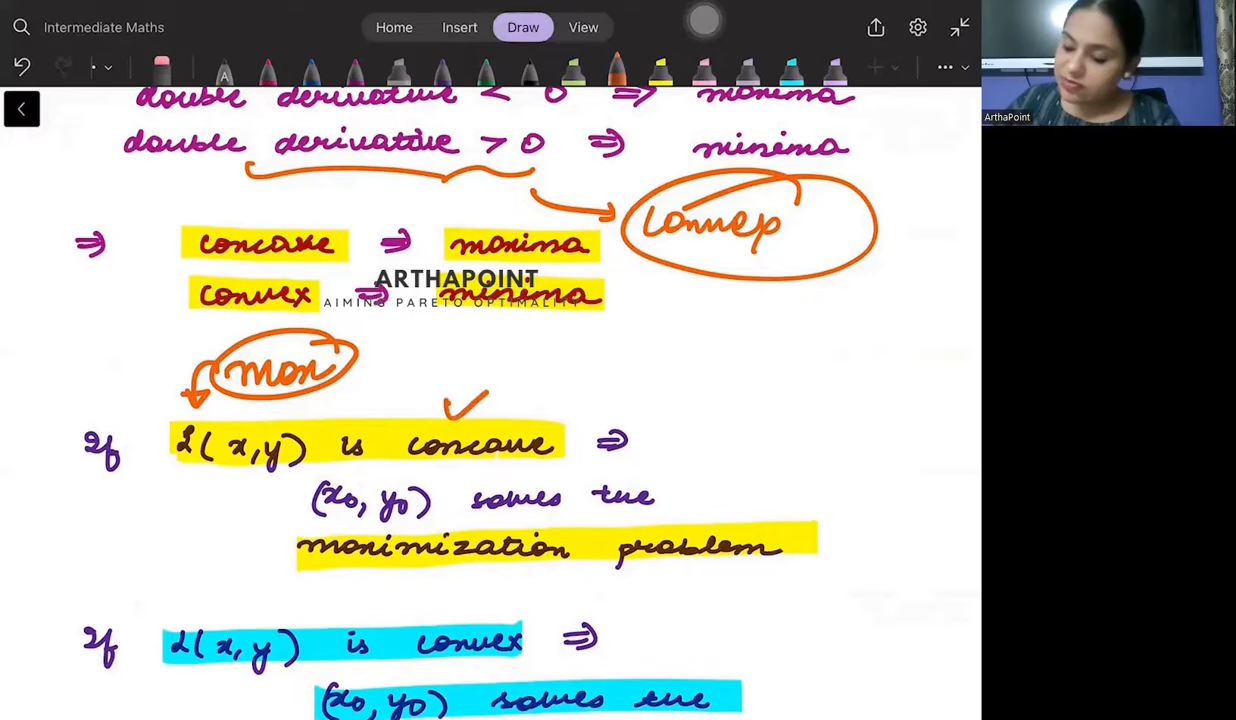 Intermediate Maths
Home Insert Draw View
A
double derivative < 0 ⇒ maxima
double derivative > 0 ⇒ minima
convex
⇒ concave ⇒ maxima
convex ⇒ minima
ARTHAPOINT
AIMING PARETO OPTIMALITY
max
If L(x,y) is concave ⇒
(x0, y0) solves the
maximization problem
If L(x,y) is convex ⇒
(x0, y0) solves the
ArthaPoint